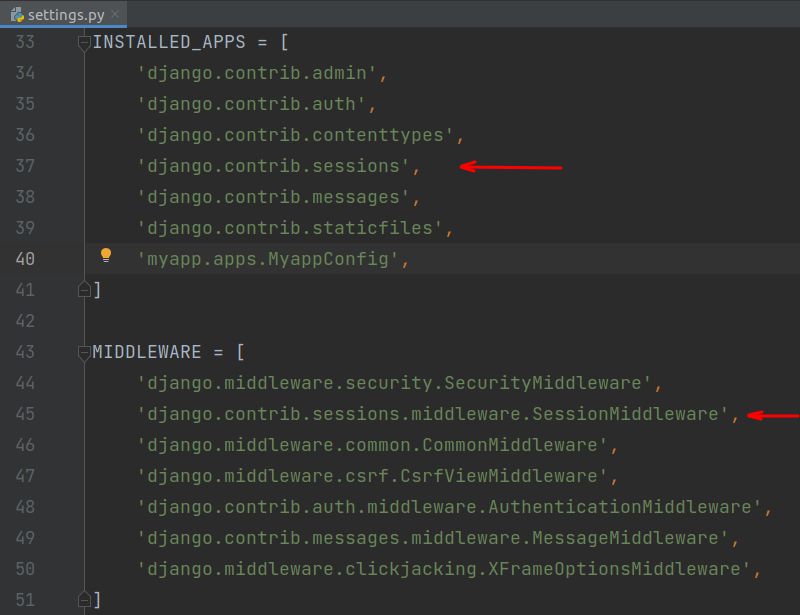 settings.py
33 INSTALLED_APPS = [
34     'django.contrib.admin',
35     'django.contrib.auth',
36     'django.contrib.contenttypes',
37     'django.contrib.sessions',
38     'django.contrib.messages',
39     'django.contrib.staticfiles',
40     'myapp.apps.MyappConfig',
41 ]
42
43 MIDDLEWARE = [
44     'django.middleware.security.SecurityMiddleware',
45     'django.contrib.sessions.middleware.SessionMiddleware',
46     'django.middleware.common.CommonMiddleware',
47     'django.middleware.csrf.CsrfViewMiddleware',
48     'django.contrib.auth.middleware.AuthenticationMiddleware',
49     'django.contrib.messages.middleware.MessageMiddleware',
50     'django.middleware.clickjacking.XFrameOptionsMiddleware',
51 ]